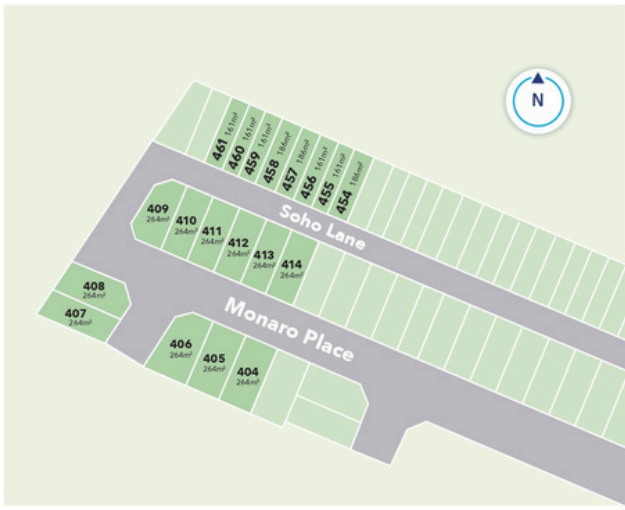 N
461 161m²
460 161m²
459 161m²
458 186m²
457 186m²
456 161m²
455 161m²
454 186m²
Soho Lane
409
264m²
410
264m²
411
264m²
412
264m²
413
264m²
414
264m²
408
264m²
407
264m²
Monaro Place
406
264m²
405
264m²
404
264m²